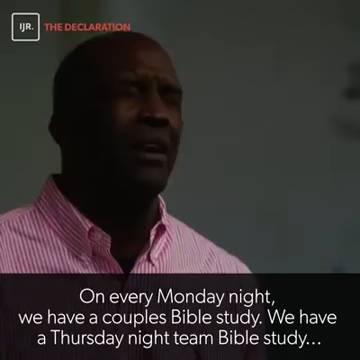 IJR. THE DECLARATION
On every Monday night,
we have a couples Bible study. We have
a Thursday night team Bible study...